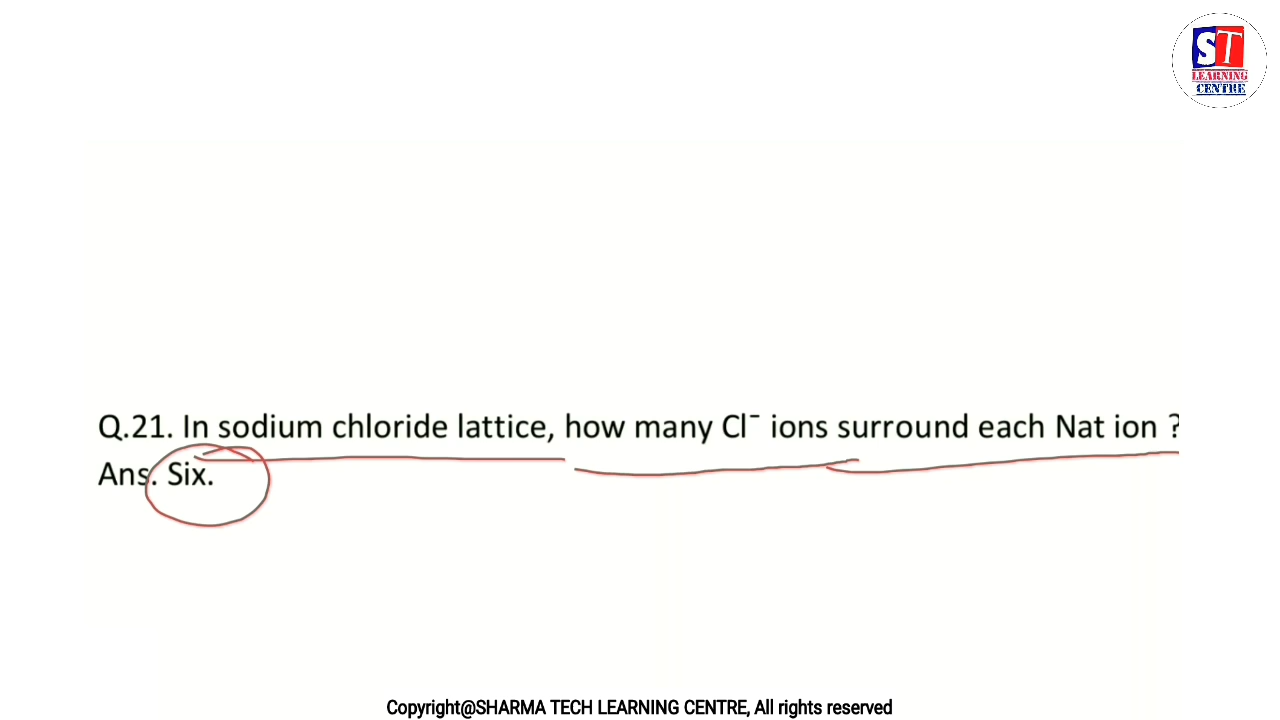 ST
LEARNING
CENTRE
Q.21. In sodium chloride lattice, how many Cl⁻ ions surround each Nat ion ?
Ans. Six.
Copyright@SHARMA TECH LEARNING CENTRE, All rights reserved